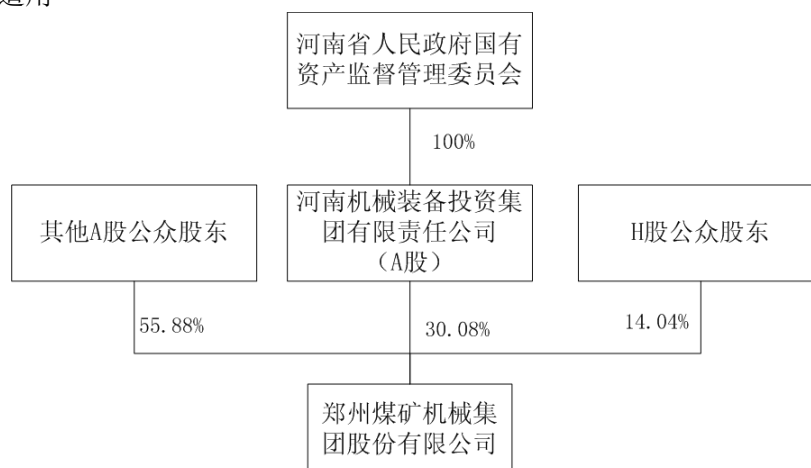 适用
河南省人民政府国有
资产监督管理委员会
100%
其他A股公众股东
河南机械装备投资集
团有限责任公司
（A股）
H股公众股东
55.88%
30.08%
14.04%
郑州煤矿机械集
团股份有限公司